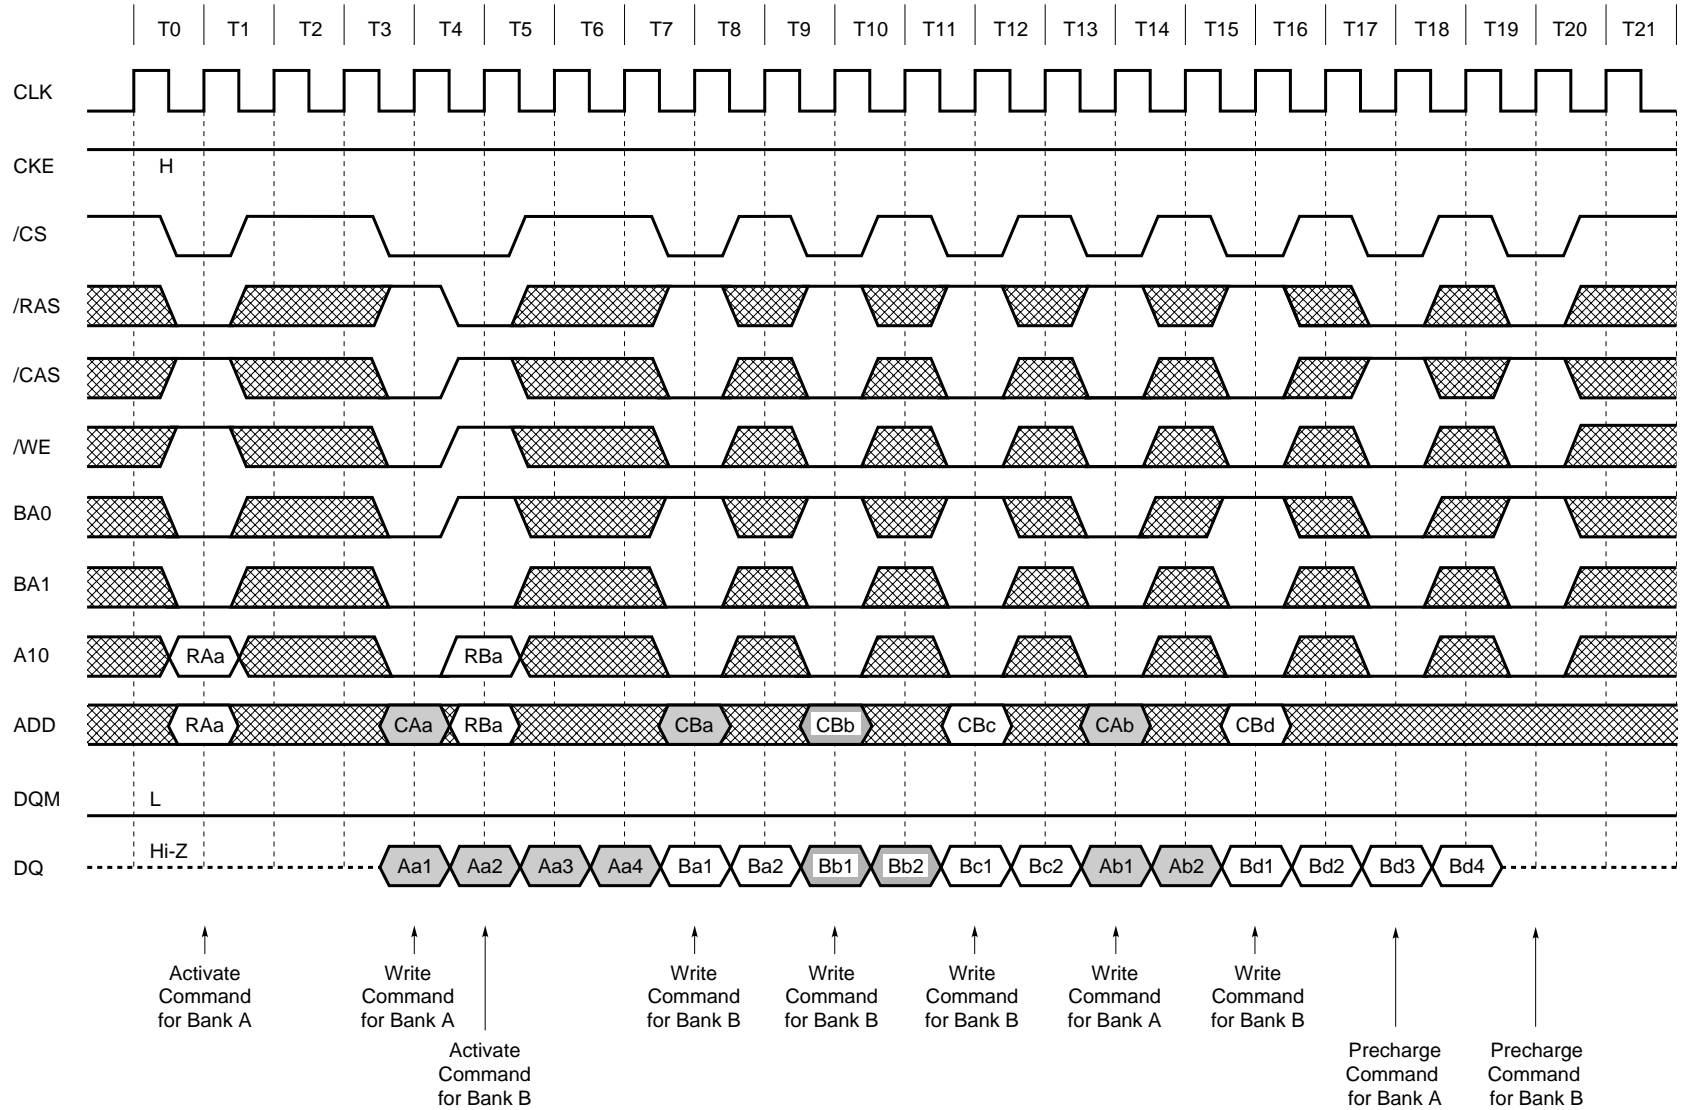 T0 T1 T2 T3 T4 T5 T6 T7 T8 T9 T10 T11 T12 T13 T14 T15 T16 T17 T18 T19 T20 T21
CLK
CKE H
/CS
/RAS
/CAS
/WE
BA0
BA1
A10 RAa RBa
ADD RAa CAa RBa CBa CBb CBc CAb CBd
DQM L
Hi-Z
DQ Aa1 Aa2 Aa3 Aa4 Ba1 Ba2 Bb1 Bb2 Bc1 Bc2 Ab1 Ab2 Bd1 Bd2 Bd3 Bd4
Activate
Command
for Bank A
Write
Command
for Bank A
Activate
Command
for Bank B
Write
Command
for Bank B
Write
Command
for Bank B
Write
Command
for Bank B
Write
Command
for Bank A
Write
Command
for Bank B
Precharge
Command
for Bank A
Precharge
Command
for Bank B